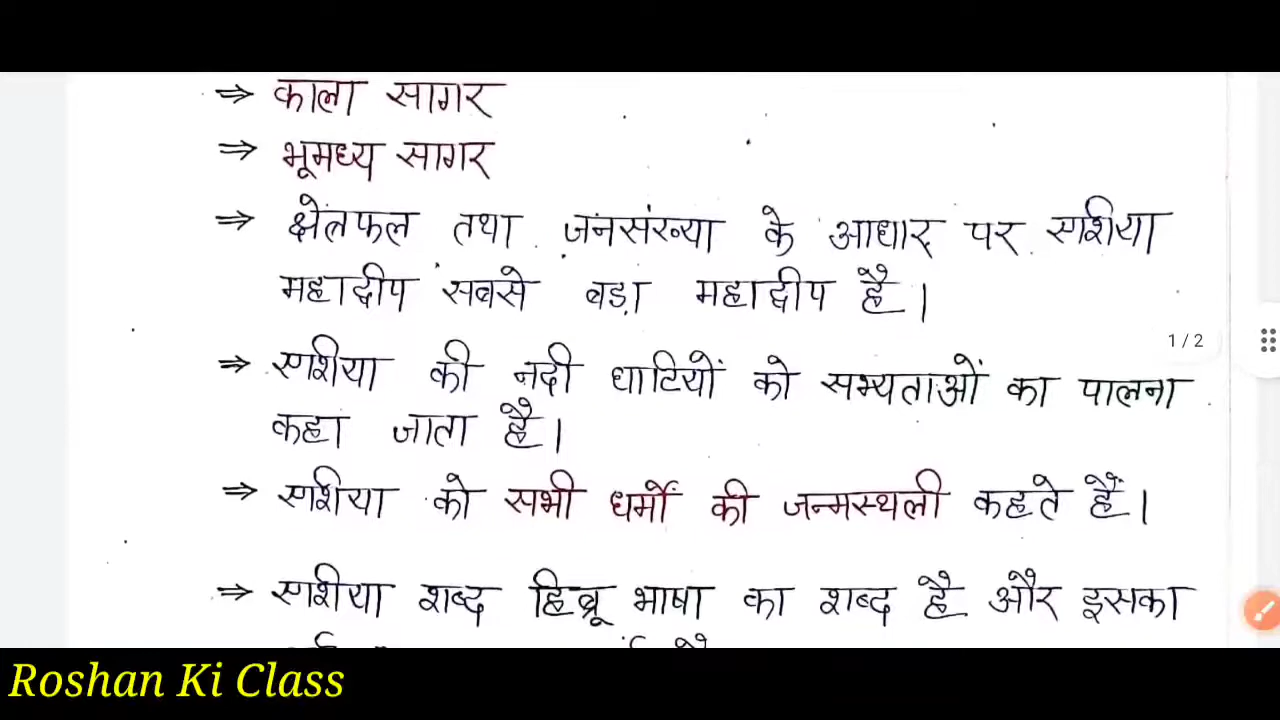 ⇒ काला सागर
⇒ भूमध्य सागर
⇒ क्षेत्रफल तथा जनसंख्या के आधार पर एशिया
महाद्वीप सबसे बड़ा महाद्वीप है।
1 / 2
⇒ एशिया की नदी घाटियों को सभ्यताओं का पालना
कहा जाता है।
⇒ एशिया को सभी धर्मों की जन्मस्थली कहते हैं।
⇒ एशिया शब्द हिब्रू भाषा का शब्द है और इसका
Roshan Ki Class